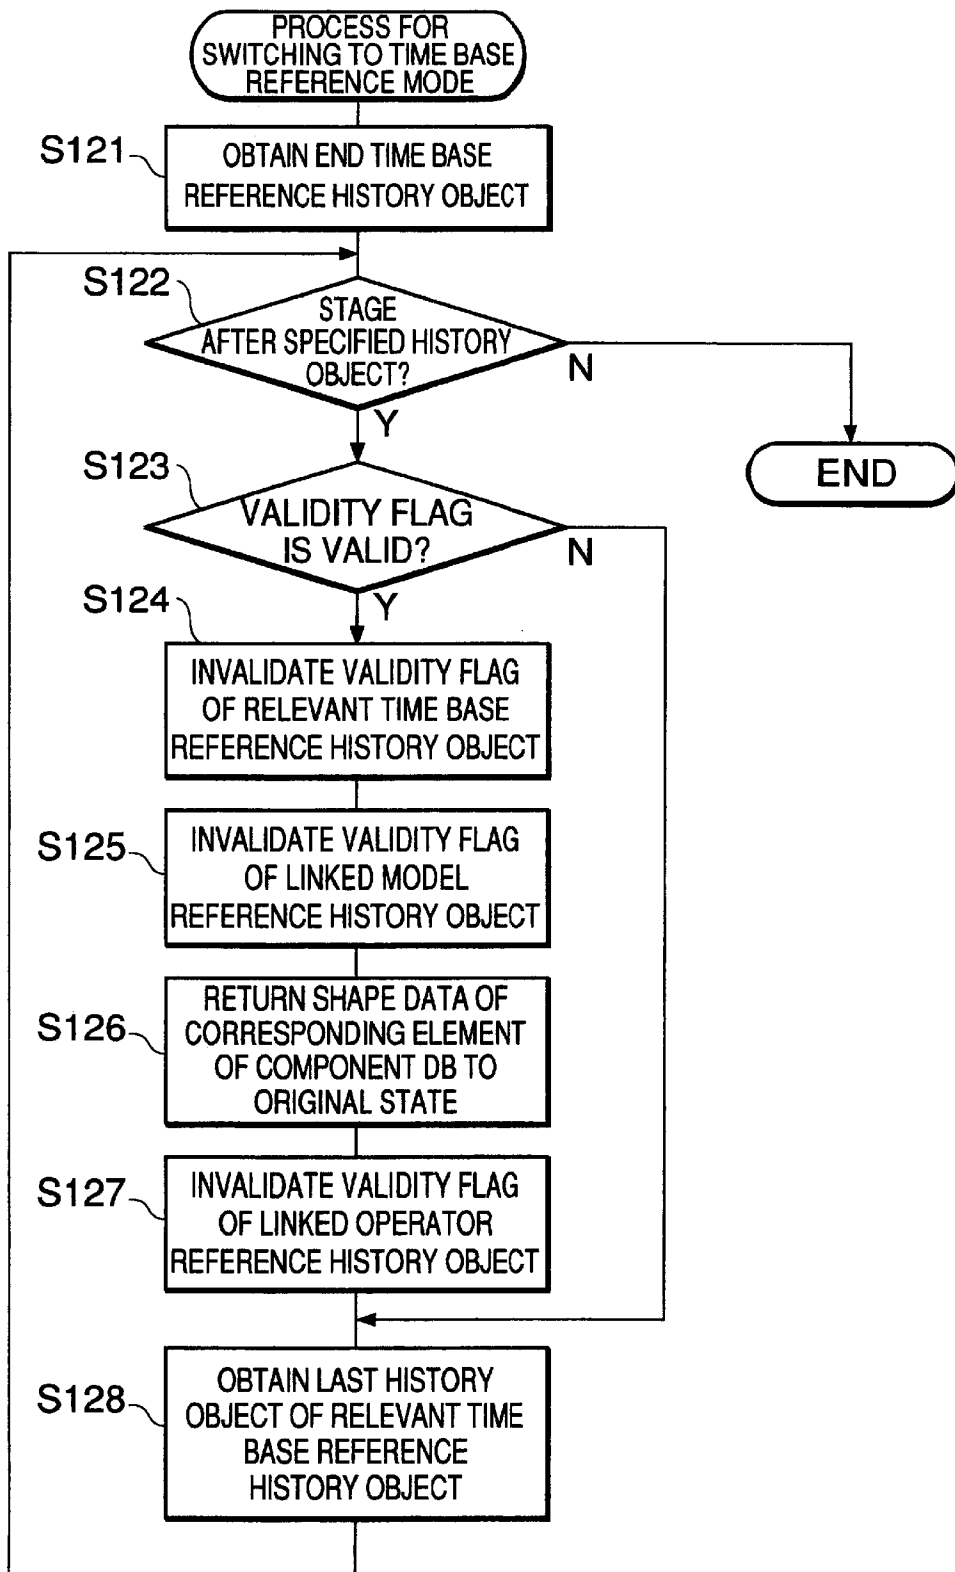 PROCESS FOR
SWITCHING TO TIME BASE
REFERENCE MODE
S121
OBTAIN END TIME BASE
REFERENCE HISTORY OBJECT
S122
STAGE
AFTER SPECIFIED HISTORY
OBJECT?
N
Y
END
S123
VALIDITY FLAG
IS VALID?
N
Y
S124
INVALIDATE VALIDITY FLAG
OF RELEVANT TIME BASE
REFERENCE HISTORY OBJECT
S125
INVALIDATE VALIDITY FLAG
OF LINKED MODEL
REFERENCE HISTORY OBJECT
S126
RETURN SHAPE DATA OF
CORRESPONDING ELEMENT
OF COMPONENT DB TO
ORIGINAL STATE
S127
INVALIDATE VALIDITY FLAG
OF LINKED OPERATOR
REFERENCE HISTORY OBJECT
S128
OBTAIN LAST HISTORY
OBJECT OF RELEVANT TIME
BASE REFERENCE
HISTORY OBJECT